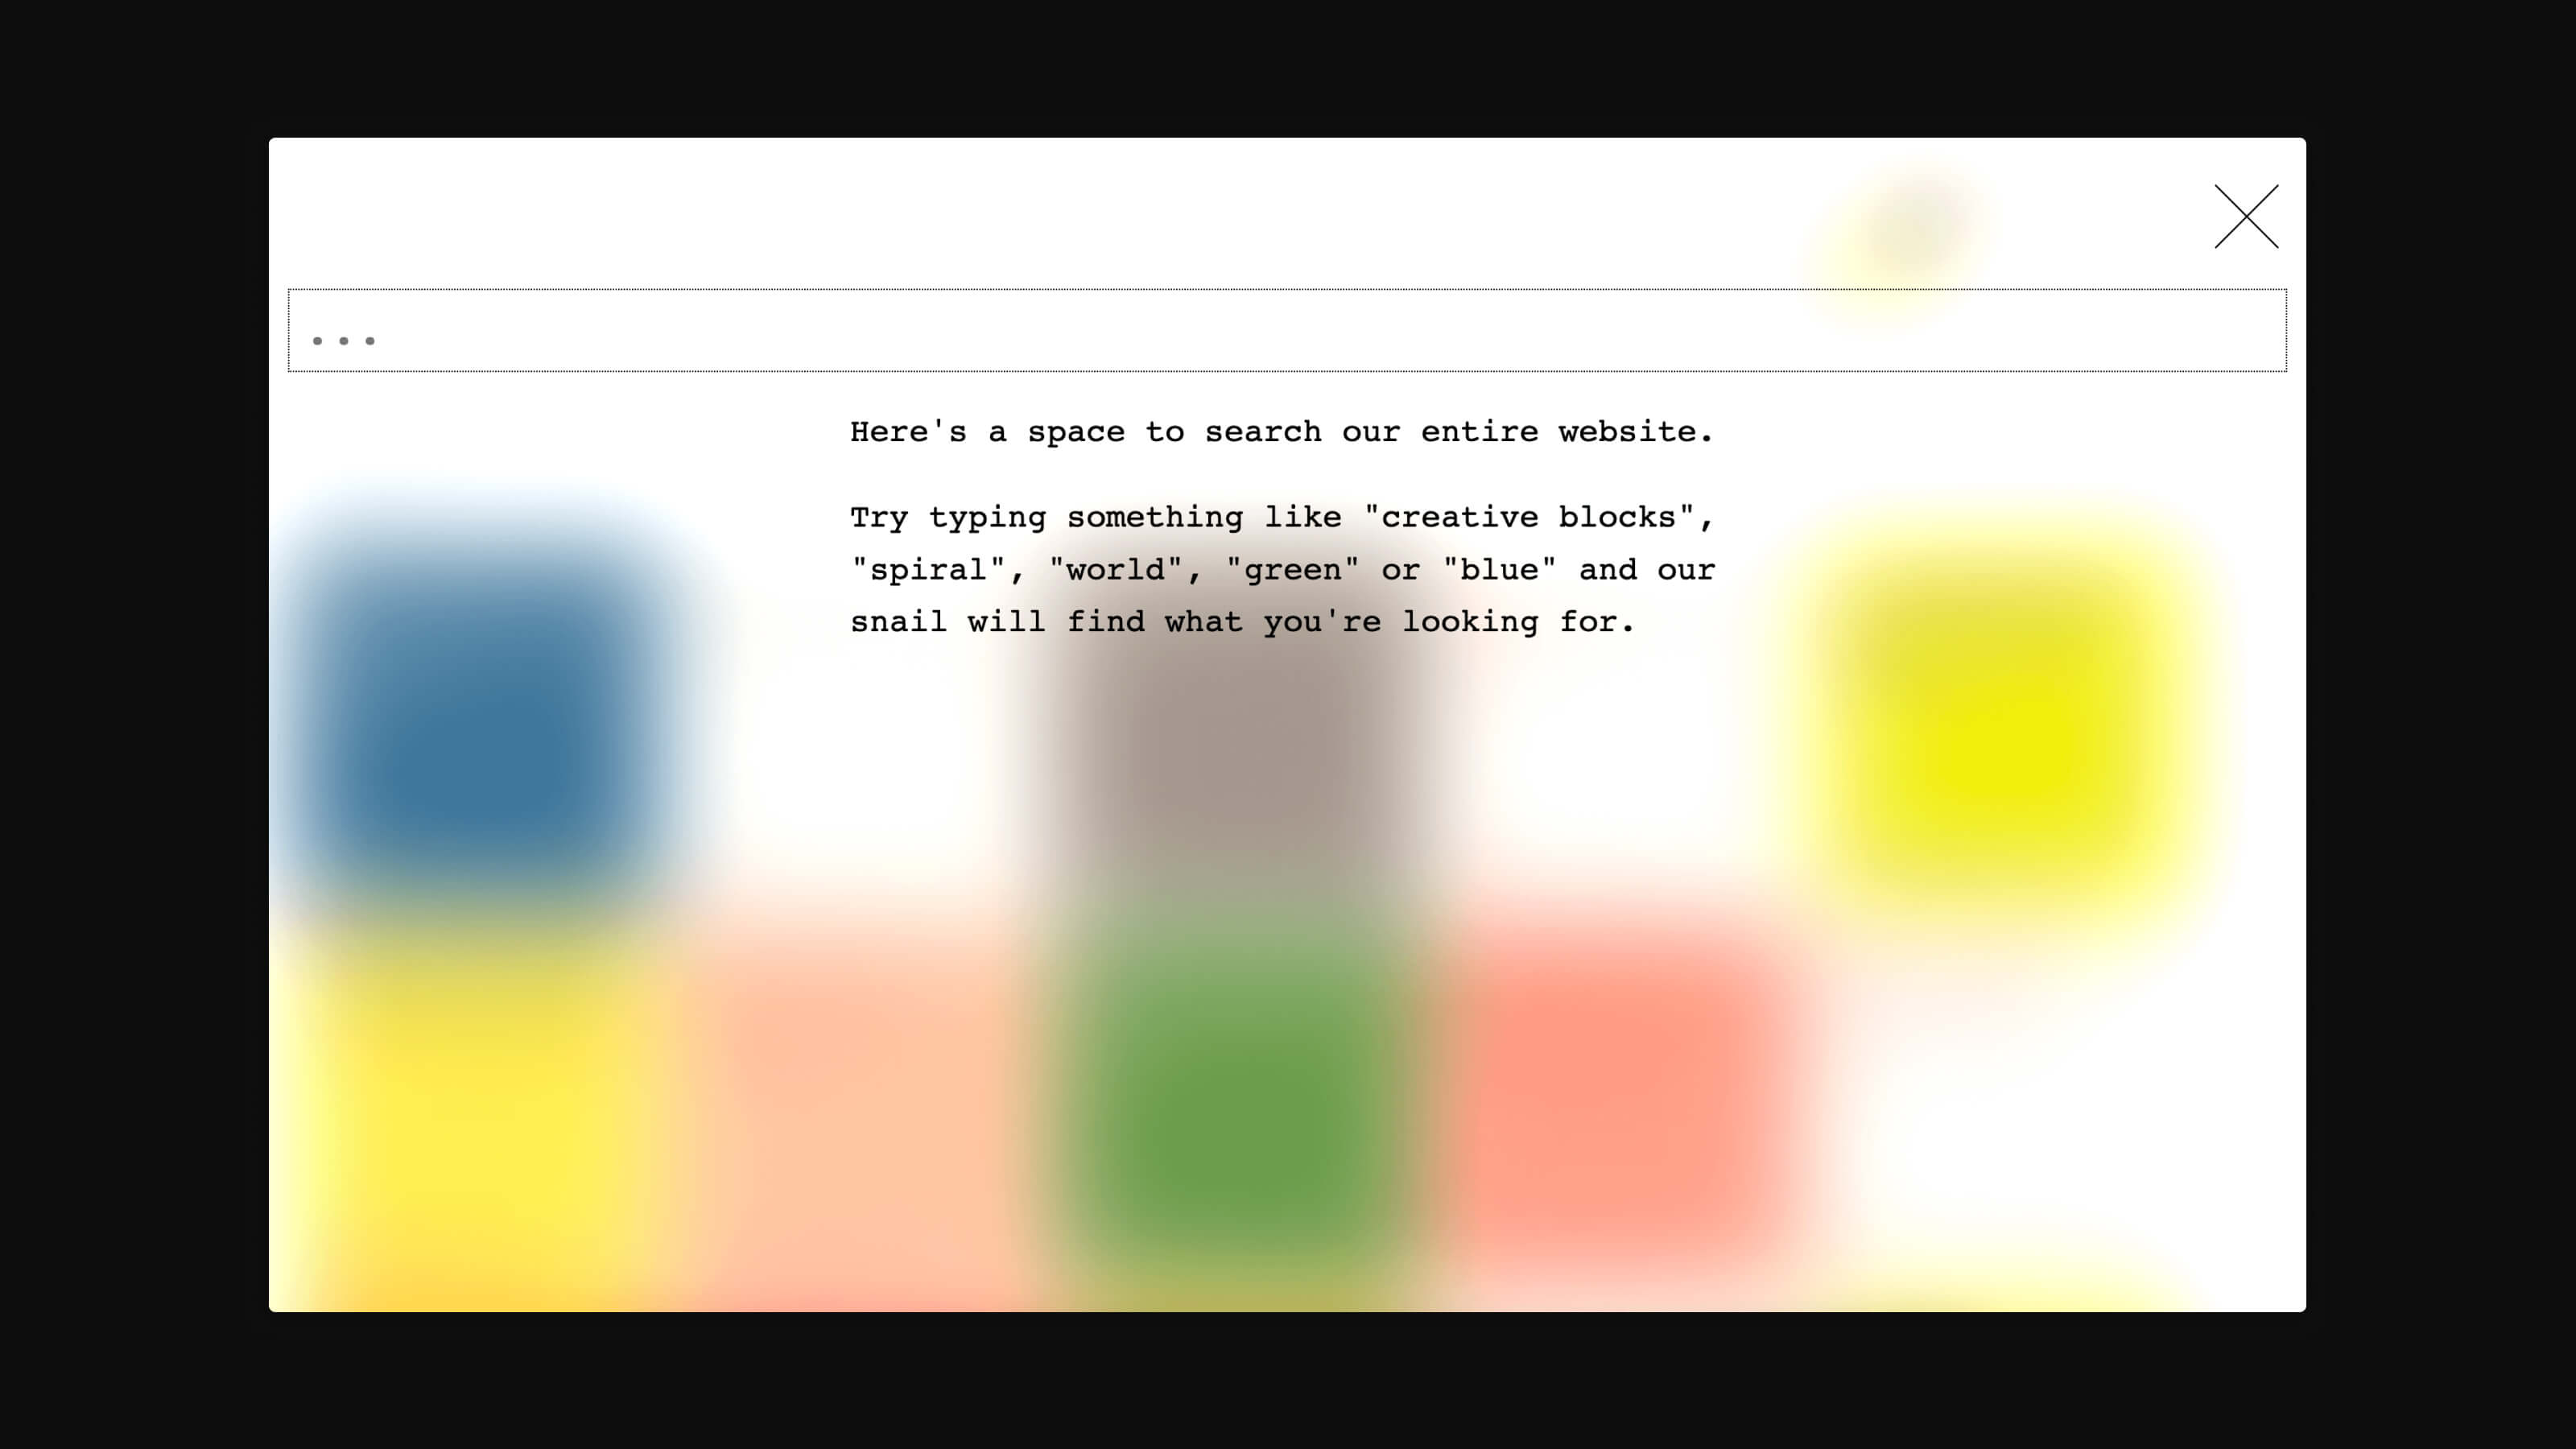 ...
Here's a space to search our entire website.
Try typing something like "creative blocks",
"spiral", "world", "green" or "blue" and our
snail will find what you're looking for.